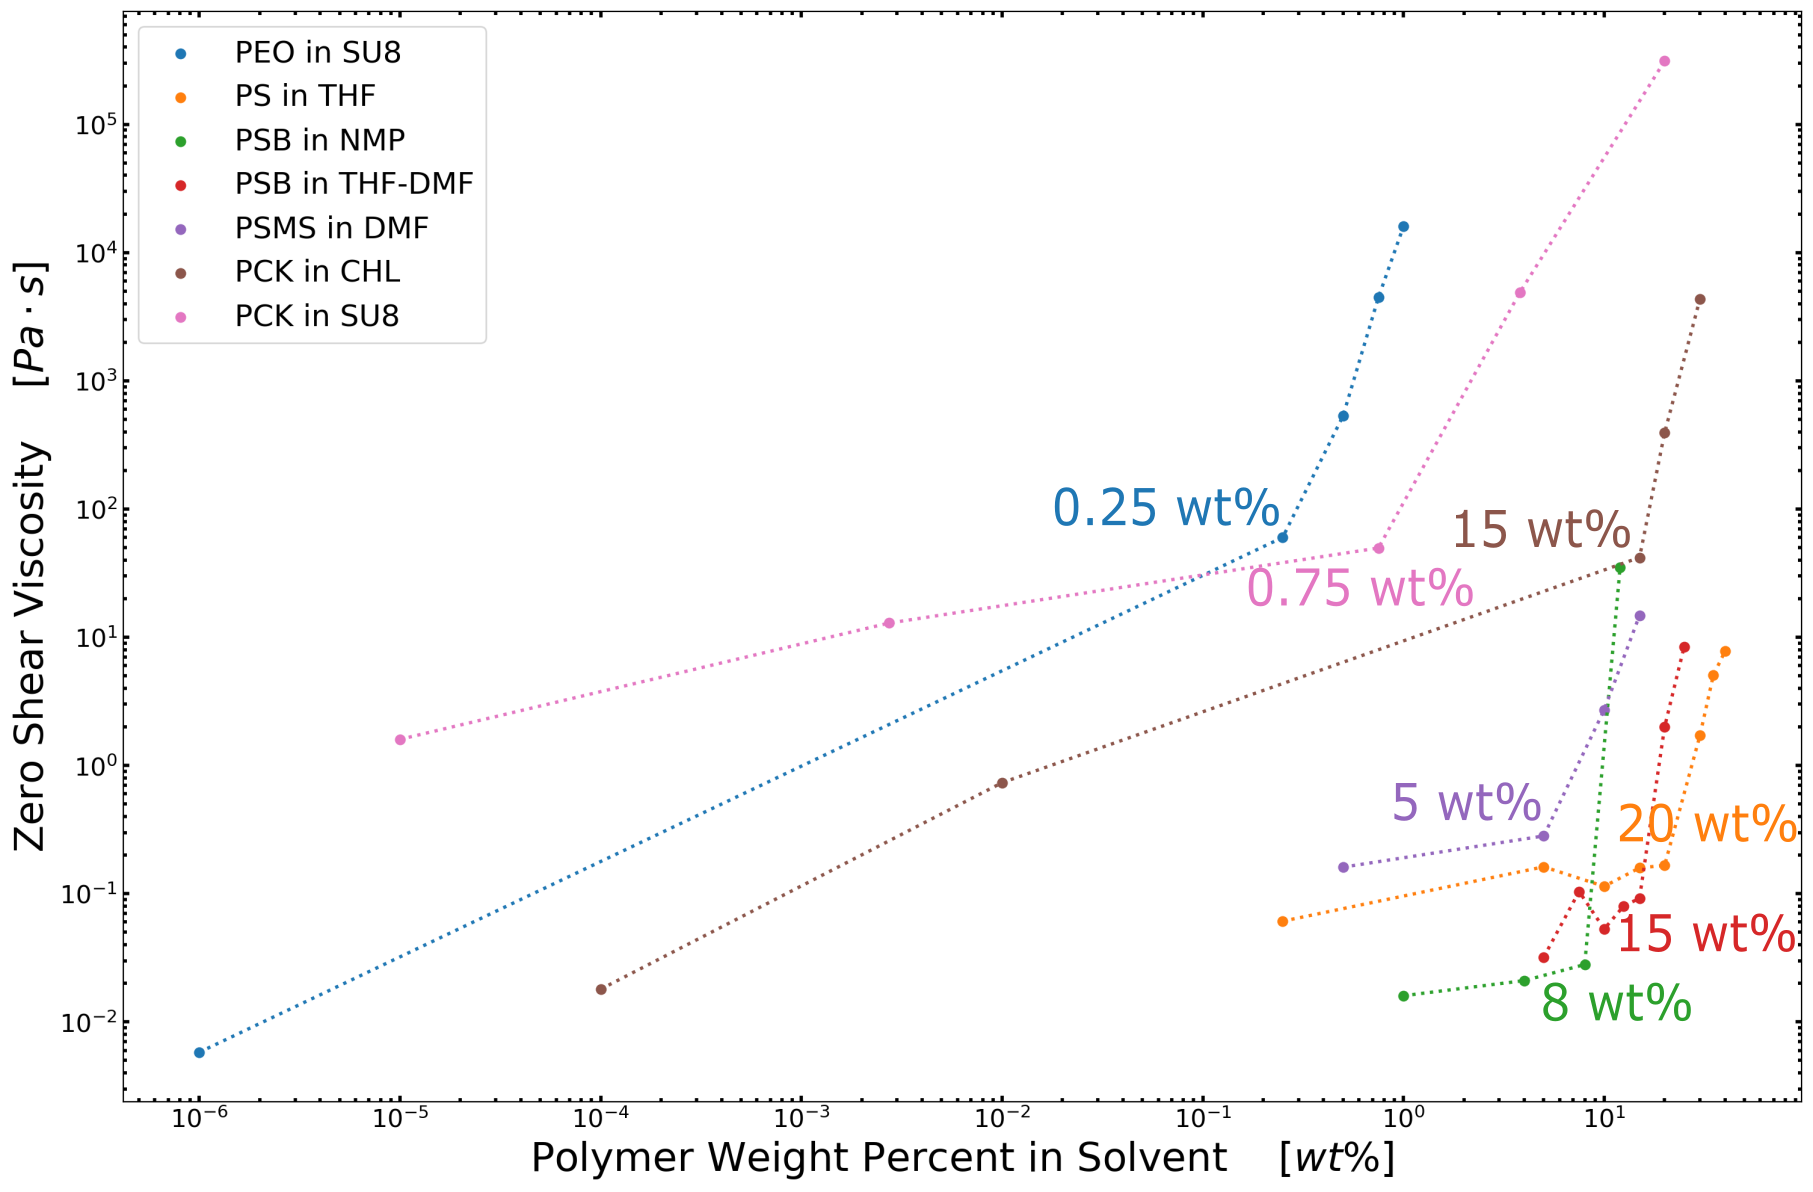 PEO in SU8
PS in THF
PSB in NMP
PSB in THF-DMF
PSMS in DMF
PCK in CHL
PCK in SU8
Zero Shear Viscosity [Pa · s]
10⁵
10⁴
10³
10²
10¹
10⁰
10⁻¹
10⁻²
0.25 wt%
15 wt%
0.75 wt%
5 wt%
20 wt%
15 wt%
8 wt%
10⁻⁶ 10⁻⁵ 10⁻⁴ 10⁻³ 10⁻² 10⁻¹ 10⁰ 10¹
Polymer Weight Percent in Solvent [wt%]